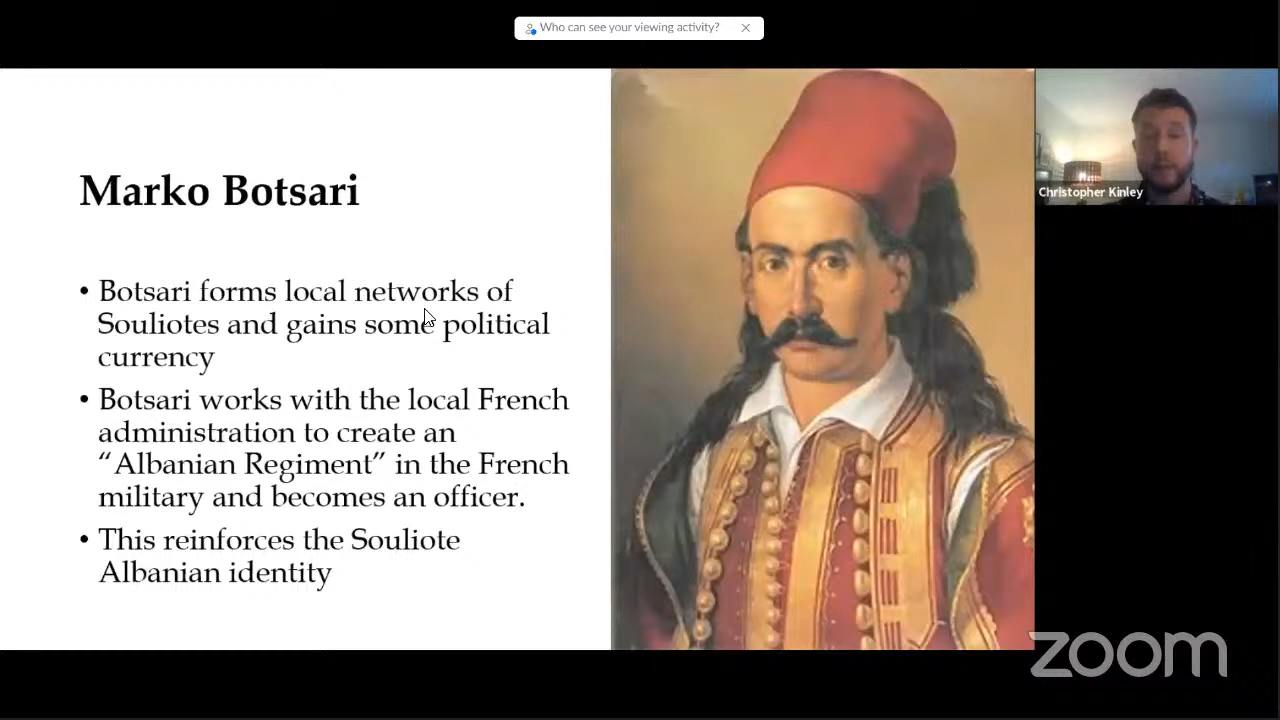 Who can see your viewing activity?
Marko Botsari
• Botsari forms local networks of
Souliotes and gains some political
currency
• Botsari works with the local French
administration to create an
“Albanian Regiment” in the French
military and becomes an officer.
• This reinforces the Souliote
Albanian identity
Christopher Kinley
zoom